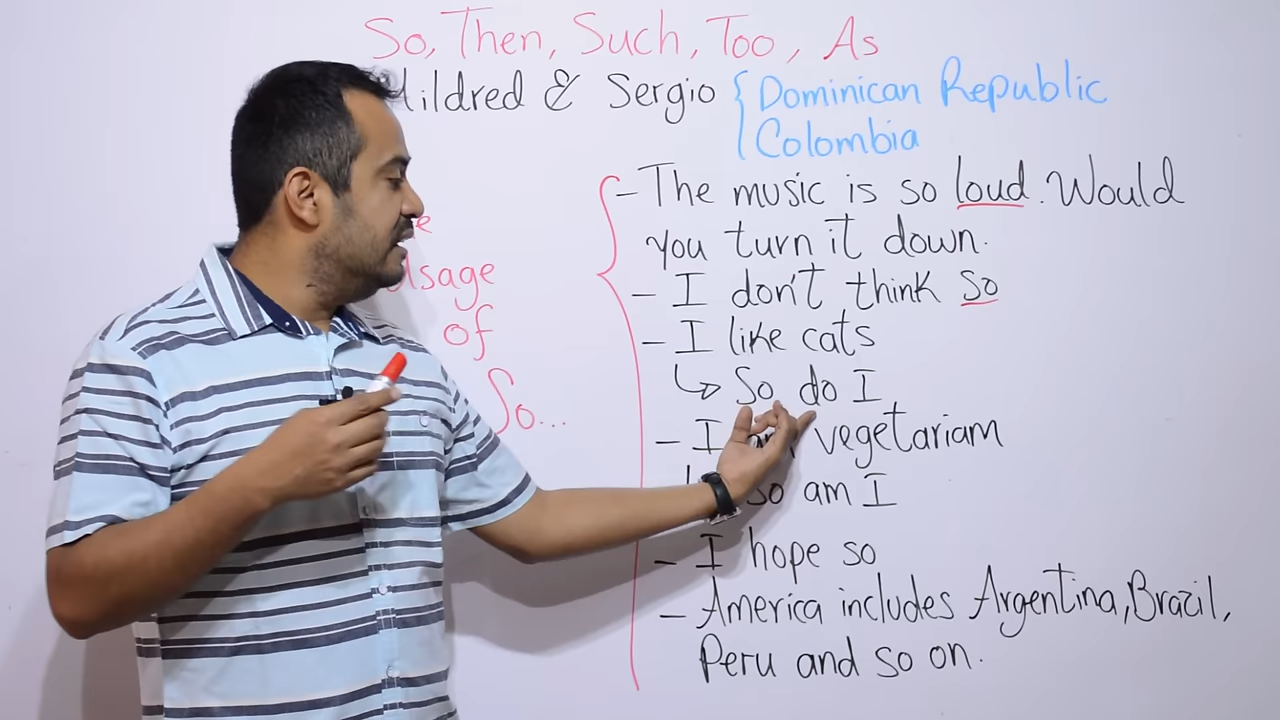 So, Then, Such, Too, As
Mildred & Sergio { Dominican Republic
Colombia
Usage
of
So...
- The music is so loud. Would
you turn it down.
- I don't think so
- I like cats
↳ So do I
- I am vegetariam
so am I
- I hope so
- America includes Argentina, Brazil,
Peru and so on.